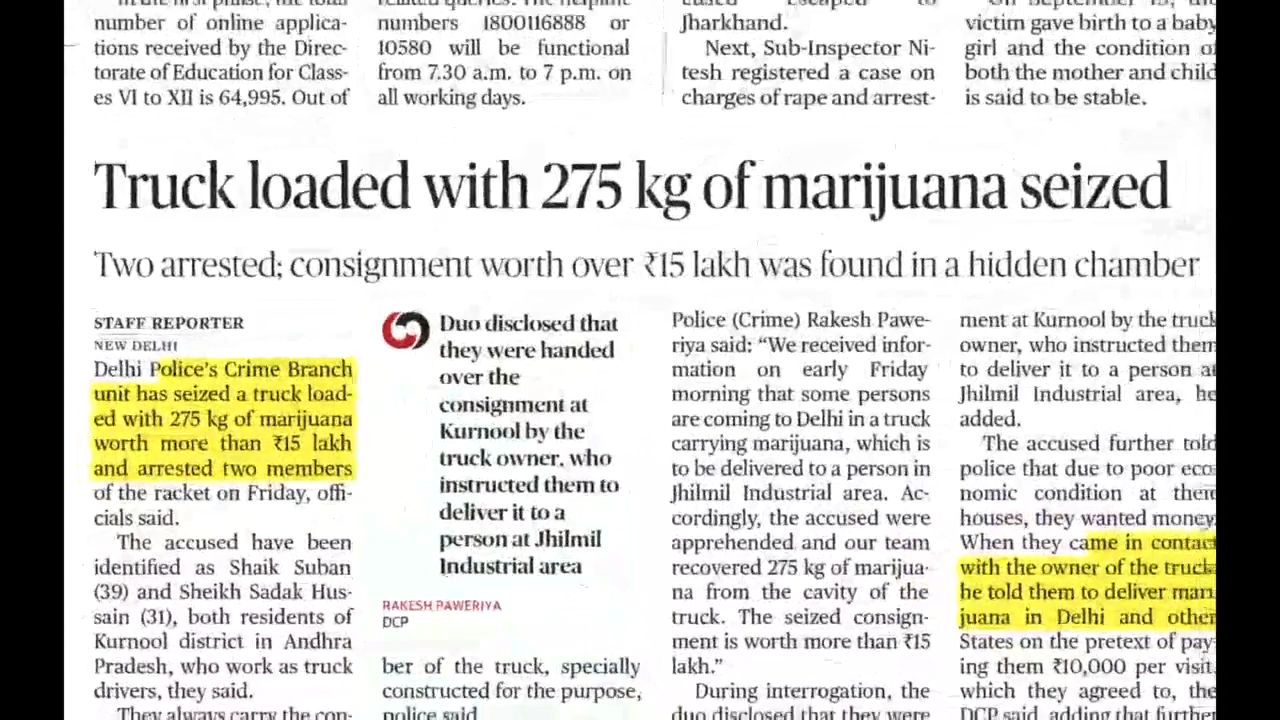 number of online applica-
tions received by the Direc-
torate of Education for Class-
es VI to XII is 64,995. Out of
numbers 1800116888 or
10580 will be functional
from 7.30 a.m. to 7 p.m. on
all working days.
Jharkhand.
Next, Sub-Inspector Ni-
tesh registered a case on
charges of rape and arrest-
victim gave birth to a baby
girl and the condition of
both the mother and child
is said to be stable.
Truck loaded with 275 kg of marijuana seized
Two arrested; consignment worth over ₹15 lakh was found in a hidden chamber
STAFF REPORTER
NEW DELHI
Delhi Police's Crime Branch
unit has seized a truck load-
ed with 275 kg of marijuana
worth more than ₹15 lakh
and arrested two members
of the racket on Friday, offi-
cials said.
The accused have been
identified as Shaik Suban
(39) and Sheikh Sadak Hus-
sain (31), both residents of
Kurnool district in Andhra
Pradesh, who work as truck
drivers, they said.
They always carry the con-
Duo disclosed that
they were handed
over the
consignment at
Kurnool by the
truck owner, who
instructed them to
deliver it to a
person at Jhilmil
Industrial area
RAKESH PAWERIYA
DCP
ber of the truck, specially
constructed for the purpose,
police said
Police (Crime) Rakesh Pawe-
riya said: “We received infor-
mation on early Friday
morning that some persons
are coming to Delhi in a truck
carrying marijuana, which is
to be delivered to a person in
Jhilmil Industrial area. Ac-
cordingly, the accused were
apprehended and our team
recovered 275 kg of marijua-
na from the cavity of the
truck. The seized consign-
ment is worth more than ₹15
lakh.”
During interrogation, the
duo disclosed that they were
ment at Kurnool by the truck
owner, who instructed them
to deliver it to a person at
Jhilmil Industrial area, he
added.
The accused further told
police that due to poor eco-
nomic condition at their
houses, they wanted money.
When they came in contact
with the owner of the truck,
he told them to deliver mari-
juana in Delhi and other
States on the pretext of pay-
ing them ₹10,000 per visit,
which they agreed to, the
DCP said, adding that further